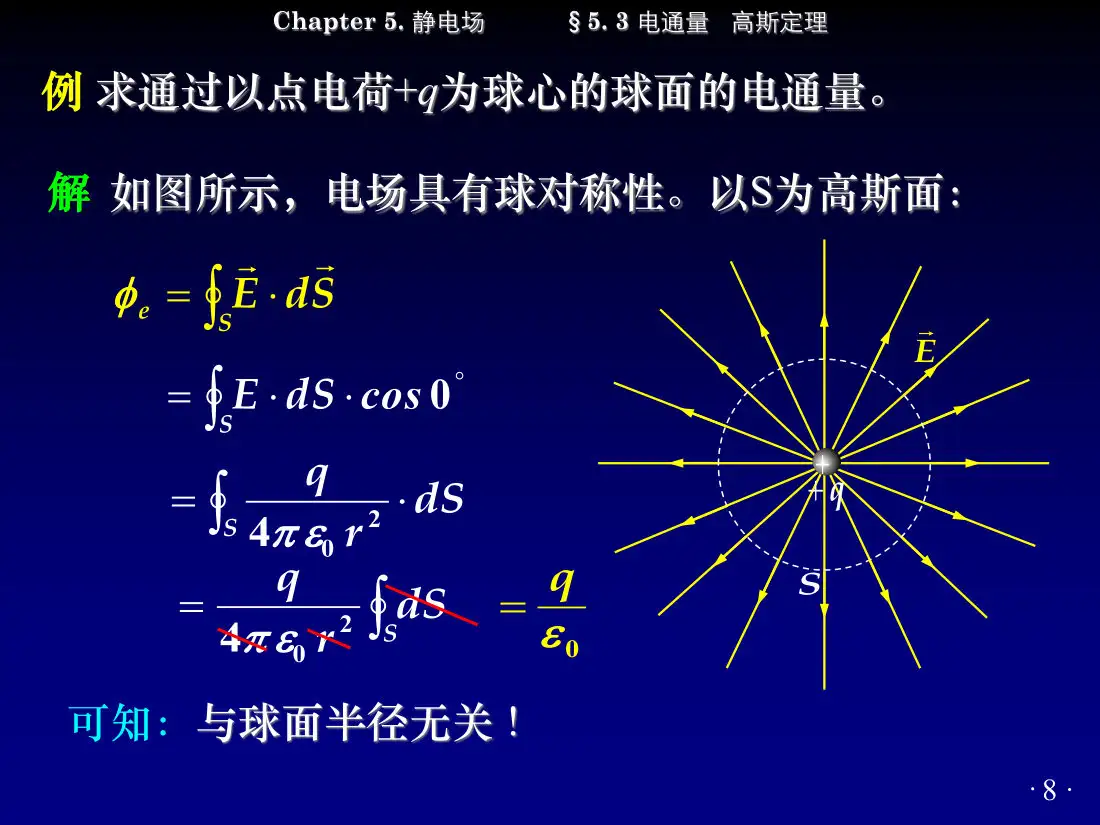 Chapter 5. 静电场 §5. 3 电通量 高斯定理
例 求通过以点电荷+q为球心的球面的电通量。
解 如图所示，电场具有球对称性。以S为高斯面：
ϕₑ = ∮_S E⃗ · dS⃗
= ∮_S E · dS · cos 0°
= ∮_S q / (4π ε₀ r²) · dS
= q / (4π ε₀ r²) ∮_S dS = q / ε₀
E⃗
+
+ q
S
可知： 与球面半径无关！
· 8 ·